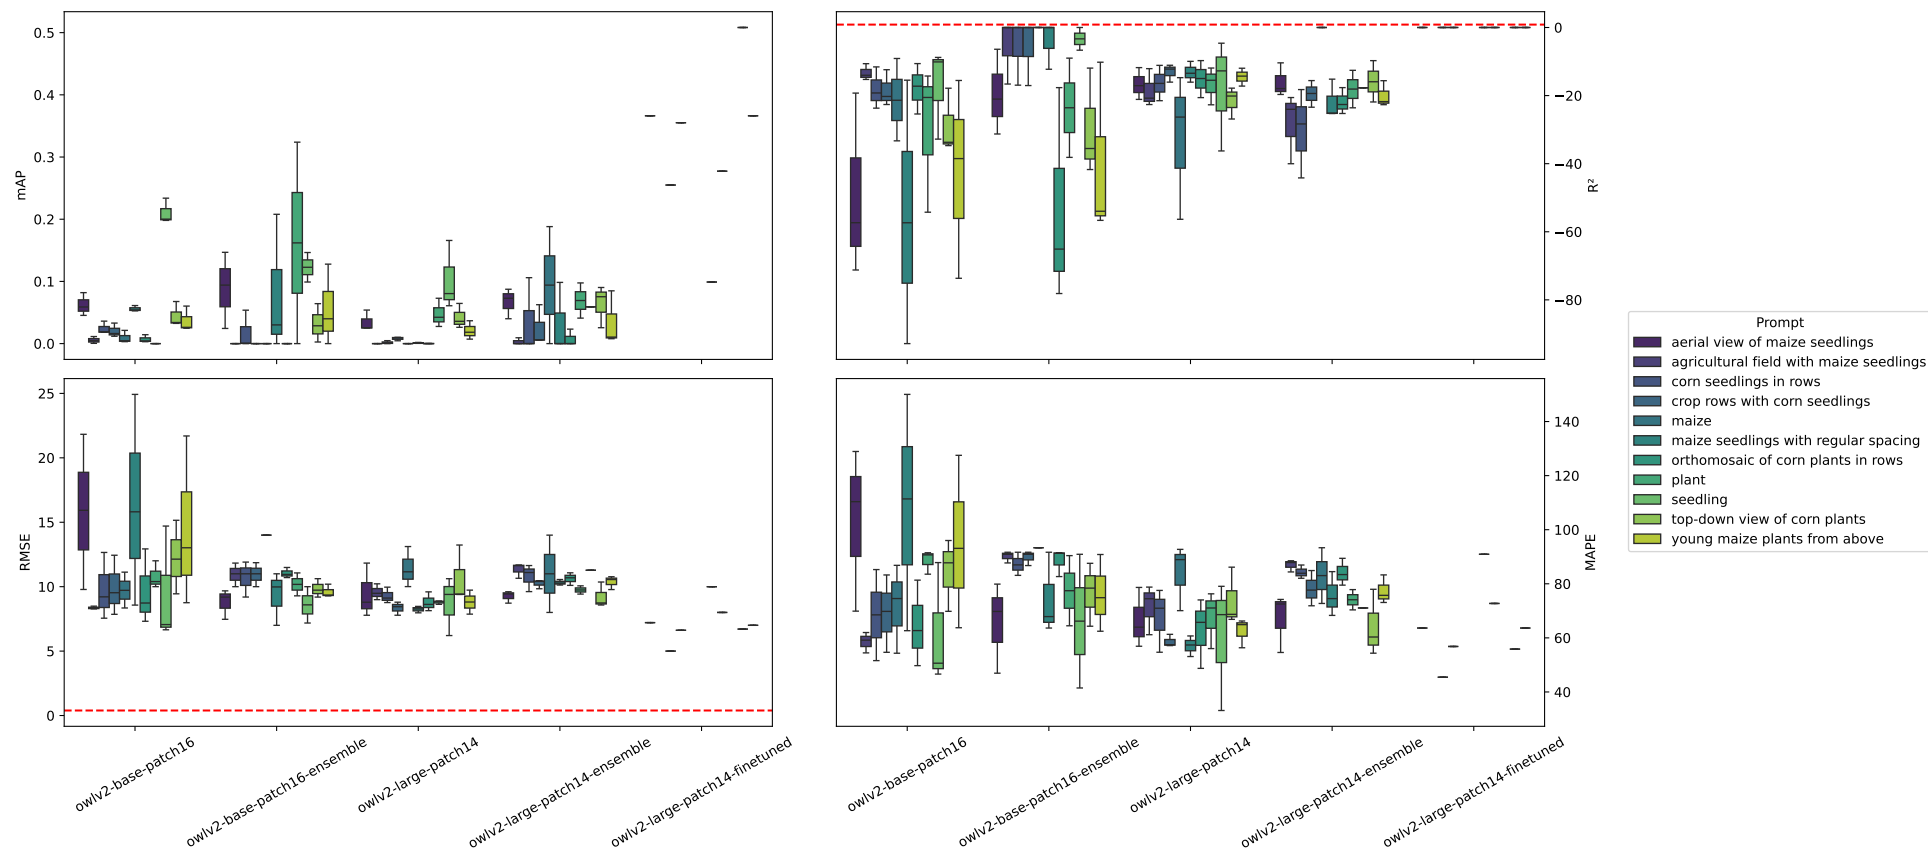 mAP
0.5
0.4
0.3
0.2
0.1
0.0
R²
0
−20
−40
−60
−80
RMSE
25
20
15
10
5
0
MAPE
140
120
100
80
60
40
owlv2-base-patch16
owlv2-base-patch16-ensemble
owlv2-large-patch14
owlv2-large-patch14-ensemble
owlv2-large-patch14-finetuned
owlv2-base-patch16
owlv2-base-patch16-ensemble
owlv2-large-patch14
owlv2-large-patch14-ensemble
owlv2-large-patch14-finetuned
Prompt
aerial view of maize seedlings
agricultural field with maize seedlings
corn seedlings in rows
crop rows with corn seedlings
maize
maize seedlings with regular spacing
orthomosaic of corn plants in rows
plant
seedling
top-down view of corn plants
young maize plants from above